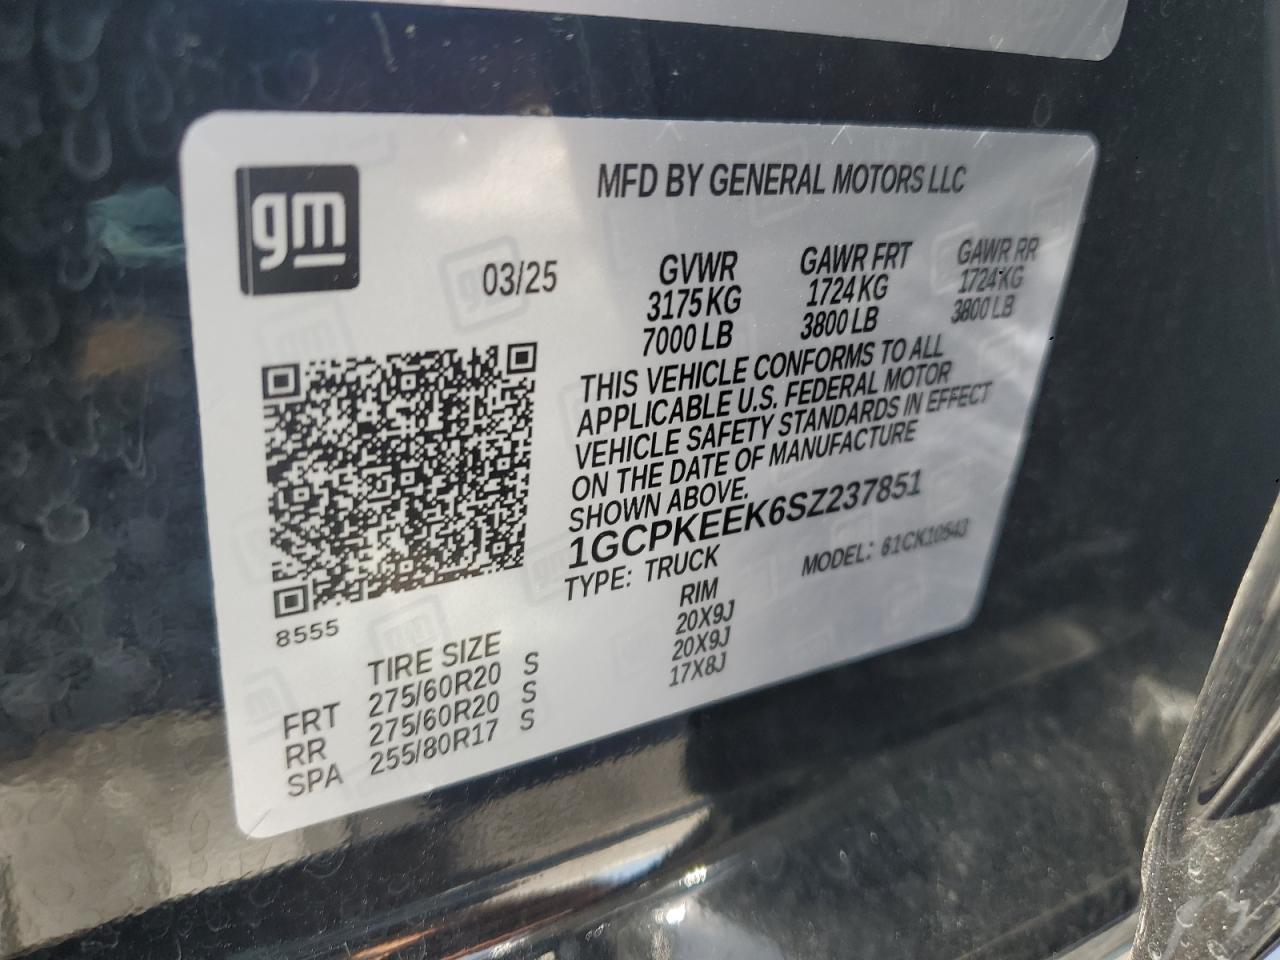 gm
MFD BY GENERAL MOTORS LLC
03/25
GVWR GAWR FRT GAWR RR
3175 KG 1724 KG 1724 KG
7000 LB 3800 LB 3800 LB
THIS VEHICLE CONFORMS TO ALL
APPLICABLE U.S. FEDERAL MOTOR
VEHICLE SAFETY STANDARDS IN EFFECT
ON THE DATE OF MANUFACTURE
SHOWN ABOVE.
1GCPKEEK6SZ237851
TYPE: TRUCK MODEL: 61CK10543
8555
TIRE SIZE RIM
FRT 275/60R20 S 20X9J
RR 275/60R20 S 20X9J
SPA 255/80R17 S 17X8J